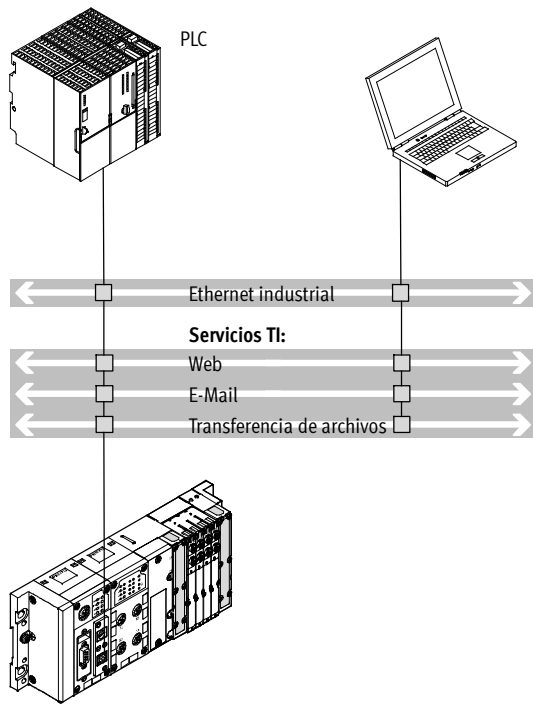 PLC
Ethernet industrial
Servicios TI:
Web
E-Mail
Transferencia de archivos